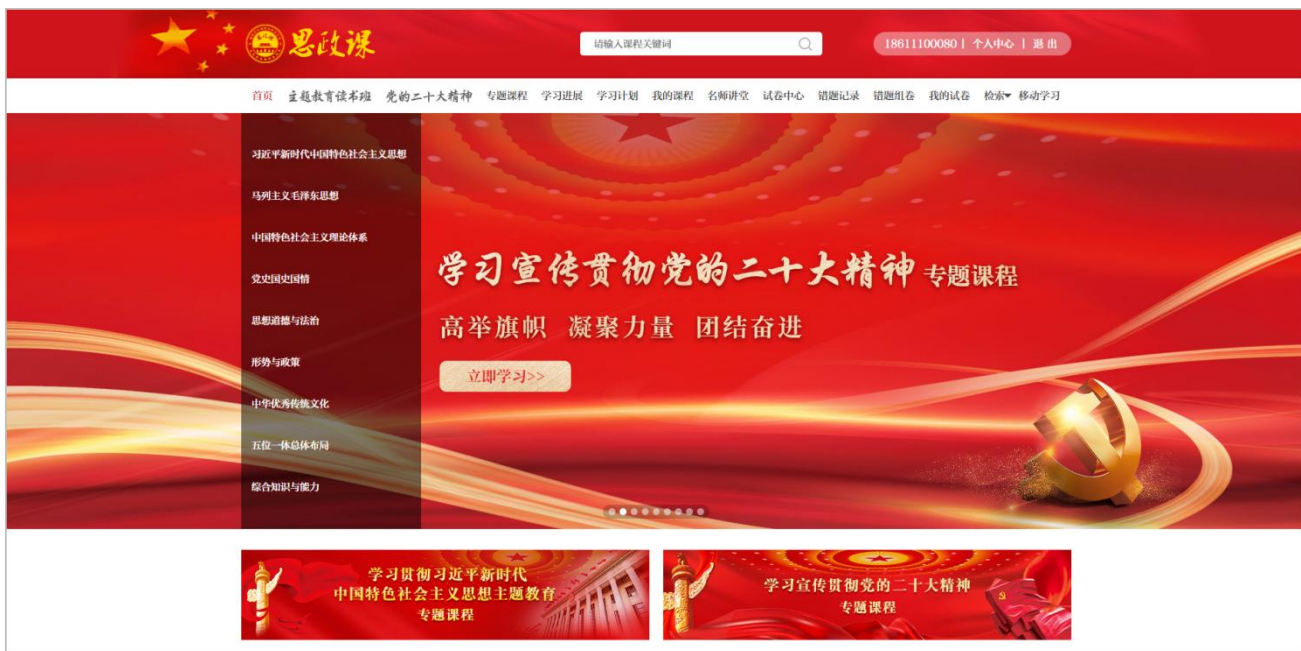 思政课
请输入课程关键词
18611100080 | 个人中心 | 退 出
首页 主题教育读书班 党的二十大精神 专题课程 学习进展 学习计划 我的课程 名师讲堂 试卷中心 错题记录 错题组卷 我的试卷 检索 移动学习
习近平新时代中国特色社会主义思想
马列主义毛泽东思想
中国特色社会主义理论体系
党史国史国情
思想道德与法治
形势与政策
中华优秀传统文化
五位一体总体布局
综合知识与能力
学习宣传贯彻党的二十大精神 专题课程
高举旗帜 凝聚力量 团结奋进
立即学习>>
学习贯彻习近平新时代
中国特色社会主义思想主题教育
专题课程
学习宣传贯彻党的二十大精神
专题课程